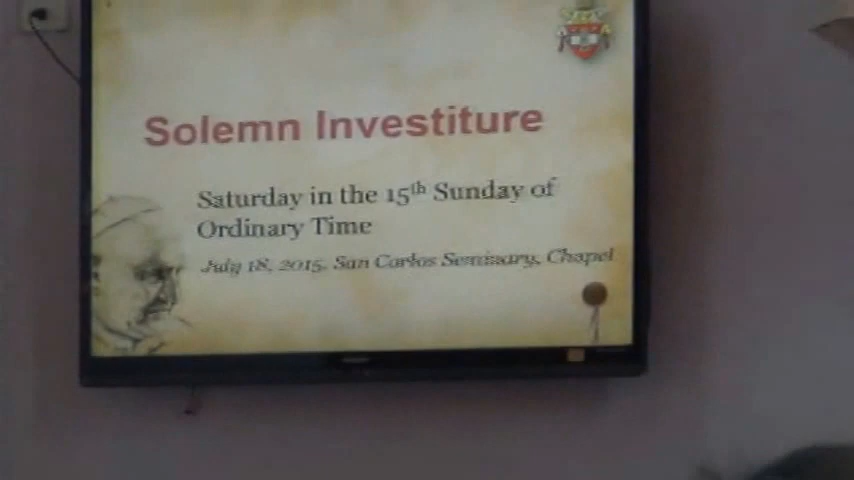 Solemn Investiture
Saturday in the 15th Sunday of
Ordinary Time
July 18, 2015. San Carlos Seminary, Chapel